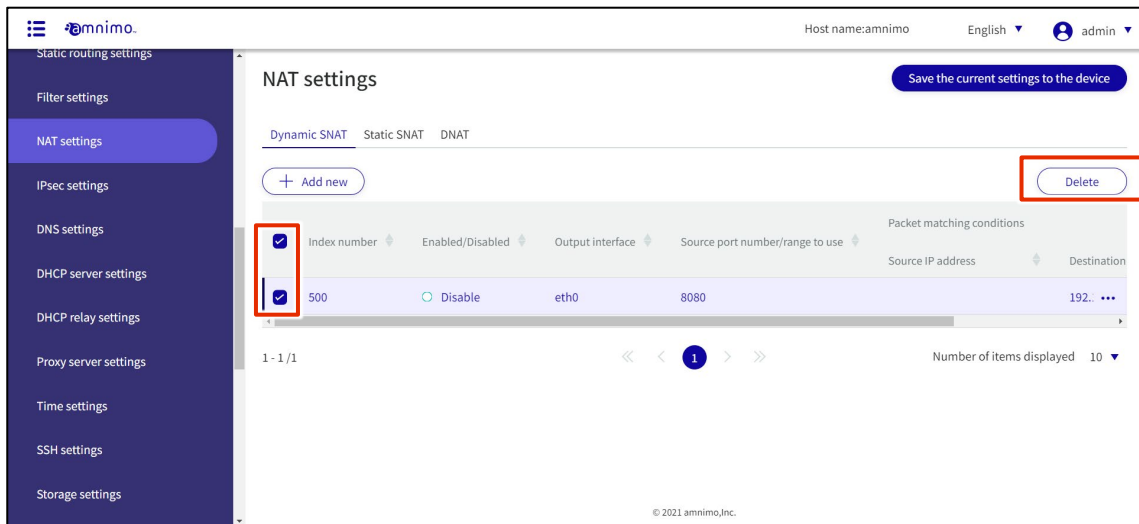 amnimo
Host name:amnimo
English
admin
Static routing settings
Filter settings
NAT settings
IPsec settings
DNS settings
DHCP server settings
DHCP relay settings
Proxy server settings
Time settings
SSH settings
Storage settings
NAT settings
Save the current settings to the device
Dynamic SNAT Static SNAT DNAT
+ Add new
Delete
Packet matching conditions
Index number Enabled/Disabled Output interface Source port number/range to use
Source IP address Destination
500 Disable eth0 8080 192.: •••
1 - 1 /1
« < 1 > »
Number of items displayed 10
© 2021 amnimo,Inc.